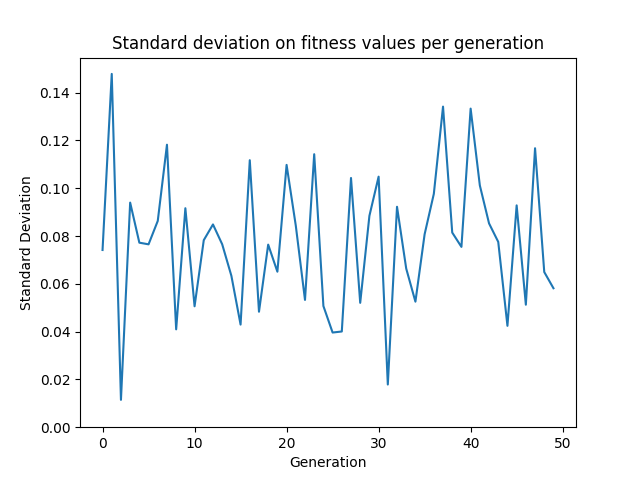 Standard deviation on fitness values per generation
0.14
0.12
0.10
0.08
0.06
0.04
0.02
0.00
Standard Deviation
0 10 20 30 40 50
Generation